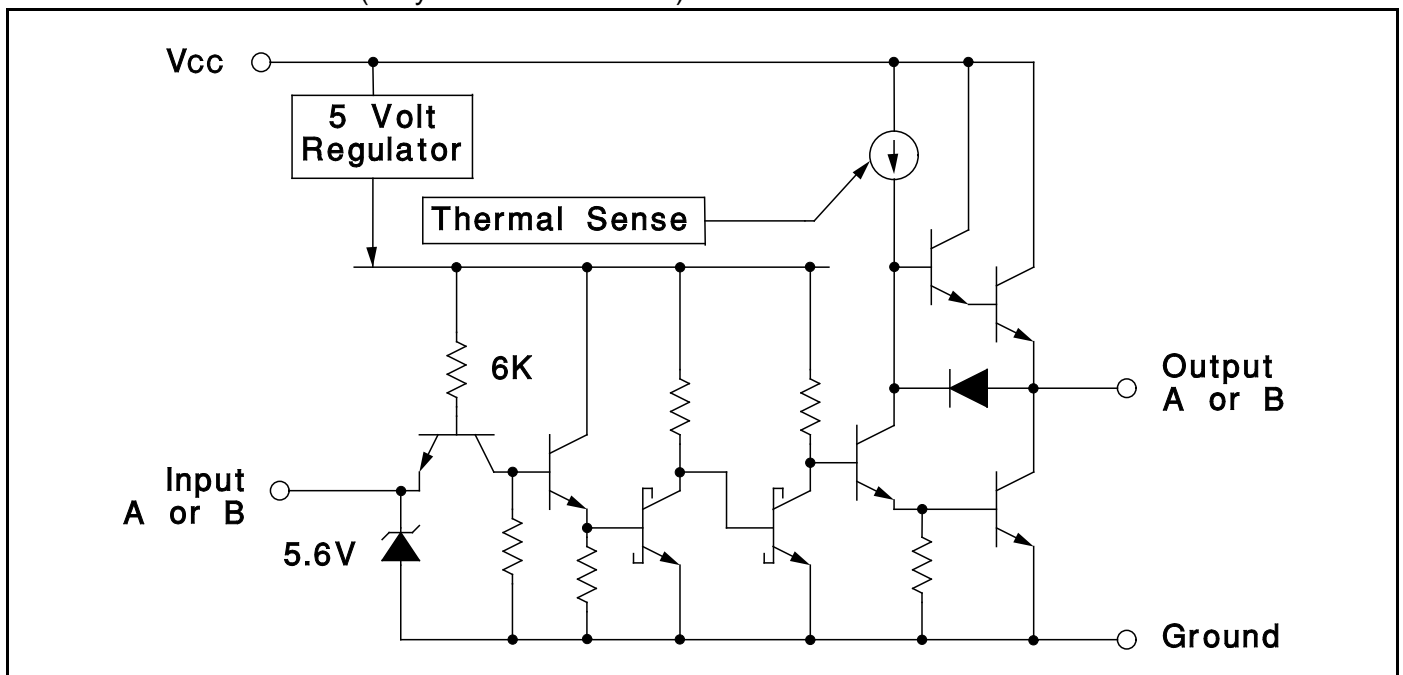 Vcc
5 Volt
Regulator
Thermal Sense
6K
Output
A or B
Input
A or B
5.6V
Ground